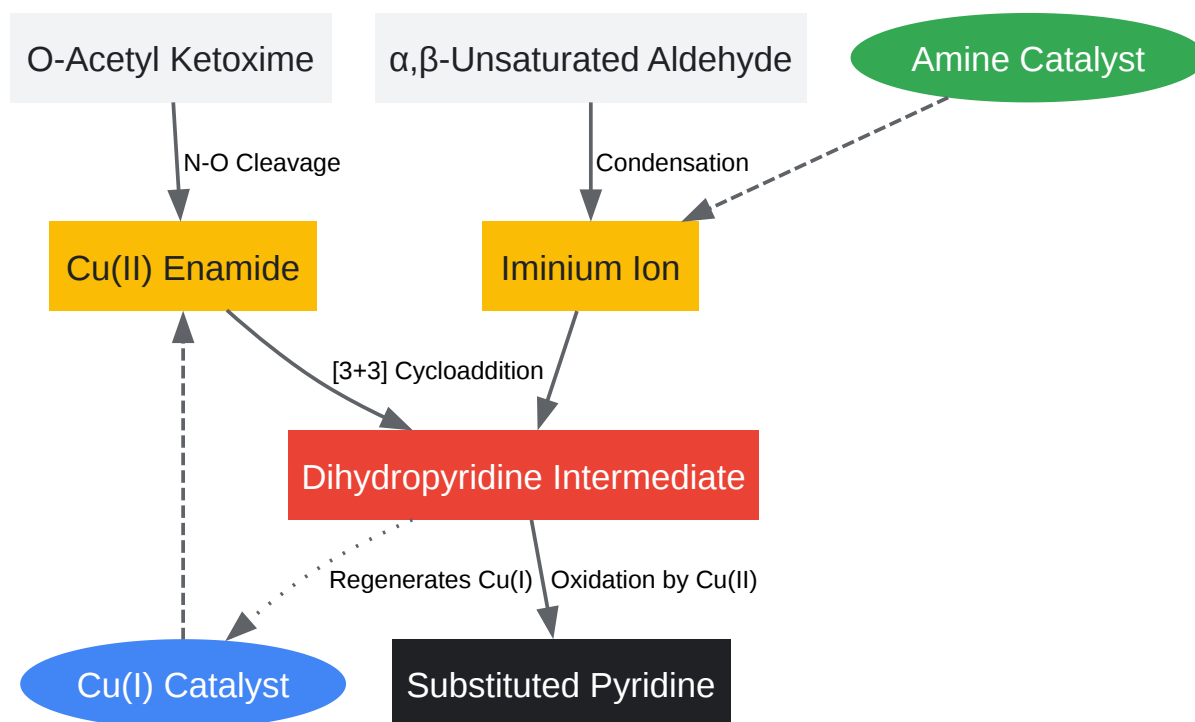 O-Acetyl Ketoxime
α,β-Unsaturated Aldehyde
Amine Catalyst
N-O Cleavage
Condensation
Cu(II) Enamide
Iminium Ion
[3+3] Cycloaddition
Dihydropyridine Intermediate
Regenerates Cu(I)
Oxidation by Cu(II)
Cu(I) Catalyst
Substituted Pyridine